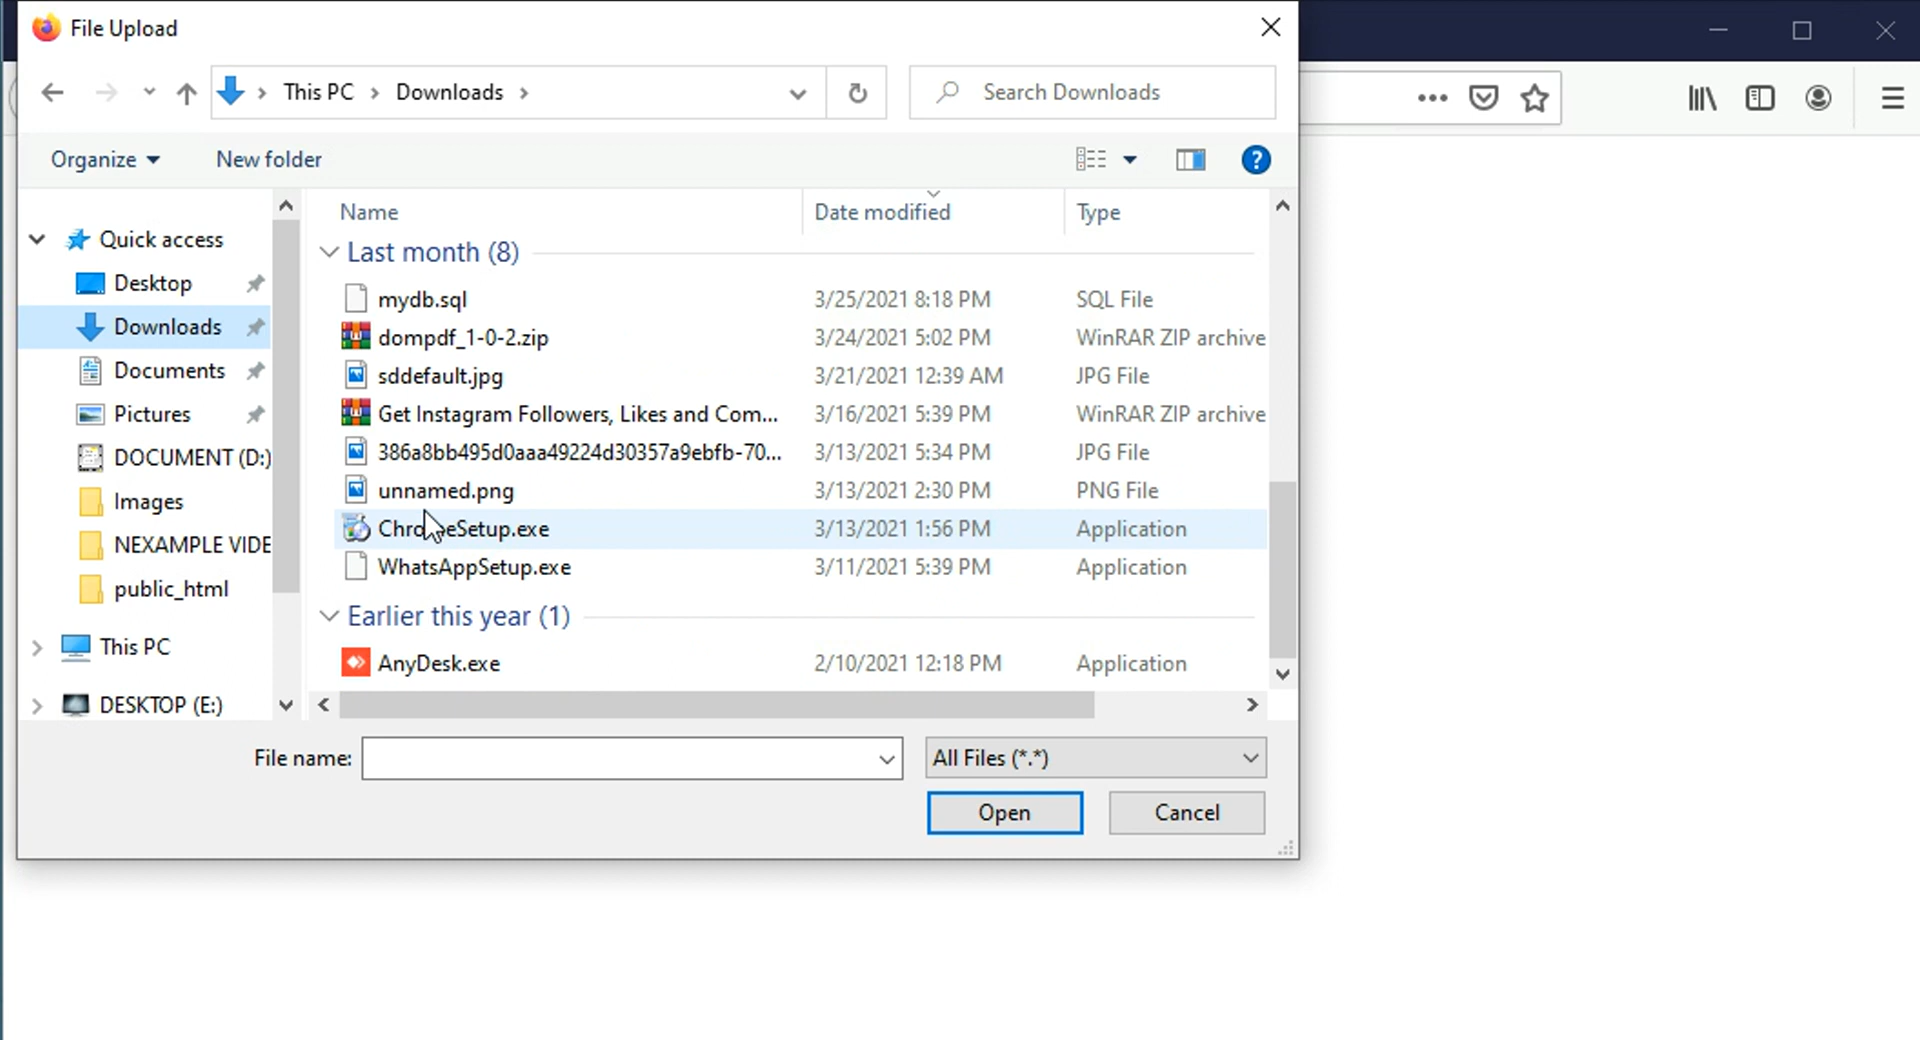 File Upload
This PC > Downloads >
Search Downloads
Organize
New folder
?
Name
Date modified
Type
Quick access
Desktop
Downloads
Documents
Pictures
DOCUMENT (D:)
Images
NEXAMPLE VIDE
public_html
This PC
DESKTOP (E:)
Last month (8)
mydb.sql 3/25/2021 8:18 PM SQL File
dompdf_1-0-2.zip 3/24/2021 5:02 PM WinRAR ZIP archive
sddefault.jpg 3/21/2021 12:39 AM JPG File
Get Instagram Followers, Likes and Com... 3/16/2021 5:39 PM WinRAR ZIP archive
386a8bb495d0aaa49224d30357a9ebfb-70... 3/13/2021 5:34 PM JPG File
unnamed.png 3/13/2021 2:30 PM PNG File
ChromeSetup.exe 3/13/2021 1:56 PM Application
WhatsAppSetup.exe 3/11/2021 5:39 PM Application
Earlier this year (1)
AnyDesk.exe 2/10/2021 12:18 PM Application
File name:
All Files (*.*)
Open
Cancel